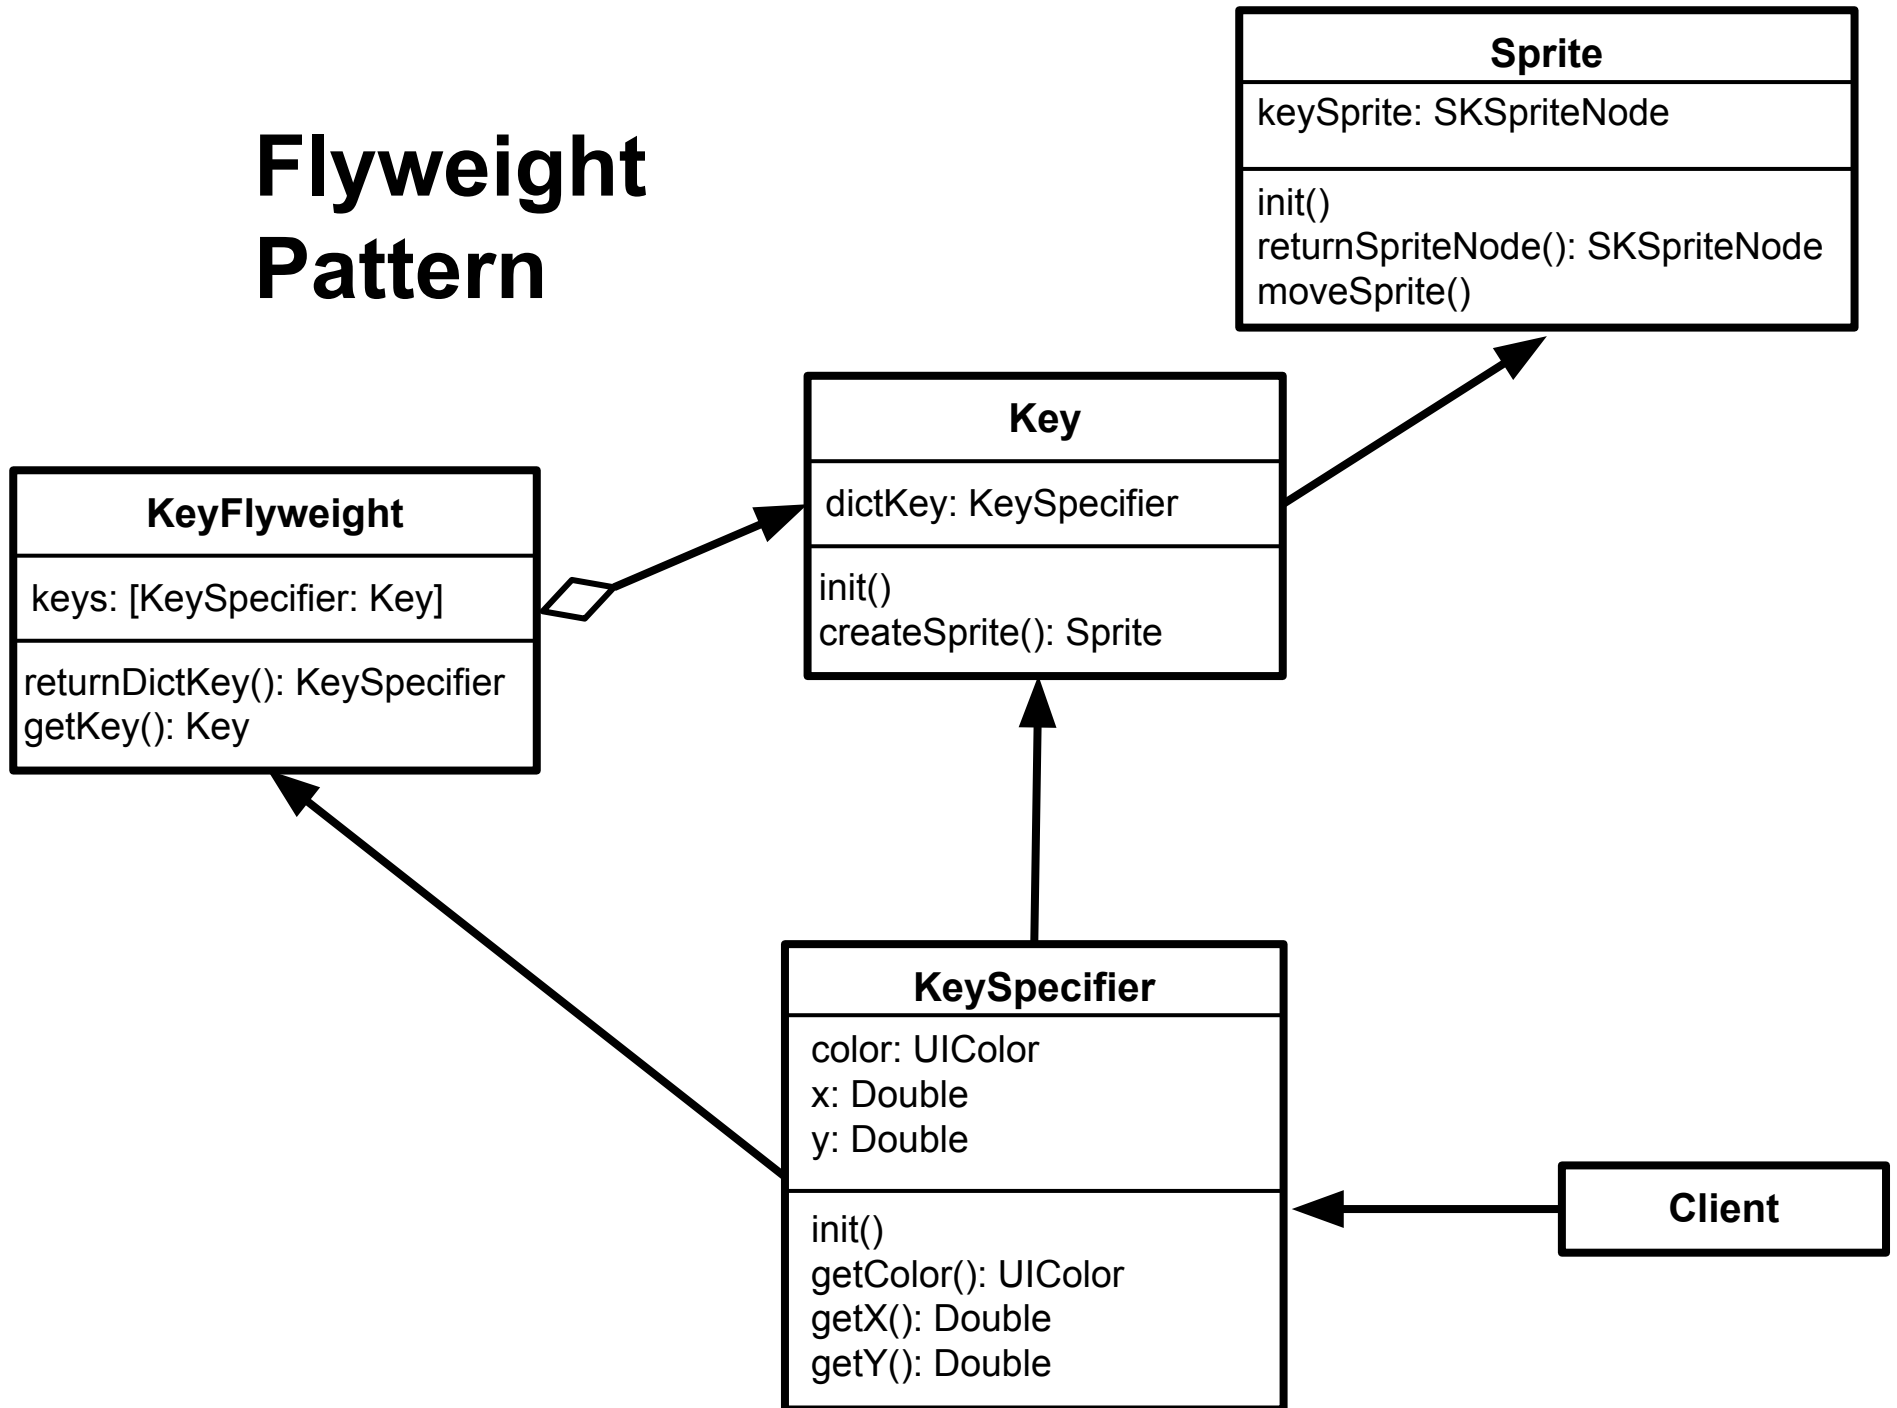 Flyweight
Pattern
Sprite
keySprite: SKSpriteNode
init()
returnSpriteNode(): SKSpriteNode
moveSprite()
Key
dictKey: KeySpecifier
init()
createSprite(): Sprite
KeyFlyweight
keys: [KeySpecifier: Key]
returnDictKey(): KeySpecifier
getKey(): Key
KeySpecifier
color: UIColor
x: Double
y: Double
init()
getColor(): UIColor
getX(): Double
getY(): Double
Client